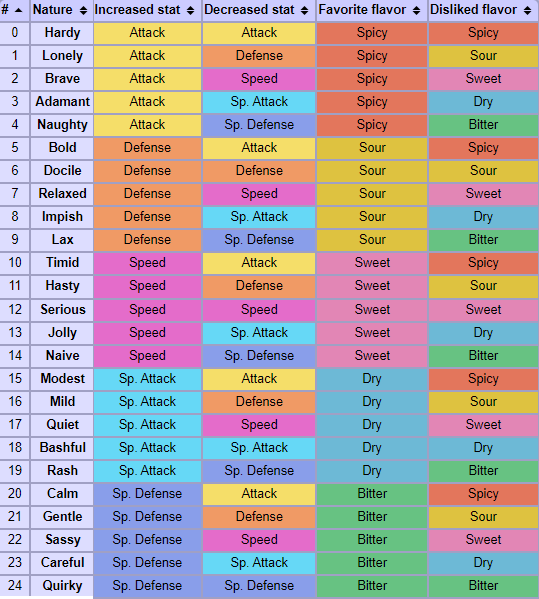 # Nature Increased stat Decreased stat Favorite flavor Disliked flavor
0 Hardy Attack Attack Spicy Spicy
1 Lonely Attack Defense Spicy Sour
2 Brave Attack Speed Spicy Sweet
3 Adamant Attack Sp. Attack Spicy Dry
4 Naughty Attack Sp. Defense Spicy Bitter
5 Bold Defense Attack Sour Spicy
6 Docile Defense Defense Sour Sour
7 Relaxed Defense Speed Sour Sweet
8 Impish Defense Sp. Attack Sour Dry
9 Lax Defense Sp. Defense Sour Bitter
10 Timid Speed Attack Sweet Spicy
11 Hasty Speed Defense Sweet Sour
12 Serious Speed Speed Sweet Sweet
13 Jolly Speed Sp. Attack Sweet Dry
14 Naive Speed Sp. Defense Sweet Bitter
15 Modest Sp. Attack Attack Dry Spicy
16 Mild Sp. Attack Defense Dry Sour
17 Quiet Sp. Attack Speed Dry Sweet
18 Bashful Sp. Attack Sp. Attack Dry Dry
19 Rash Sp. Attack Sp. Defense Dry Bitter
20 Calm Sp. Defense Attack Bitter Spicy
21 Gentle Sp. Defense Defense Bitter Sour
22 Sassy Sp. Defense Speed Bitter Sweet
23 Careful Sp. Defense Sp. Attack Bitter Dry
24 Quirky Sp. Defense Sp. Defense Bitter Bitter